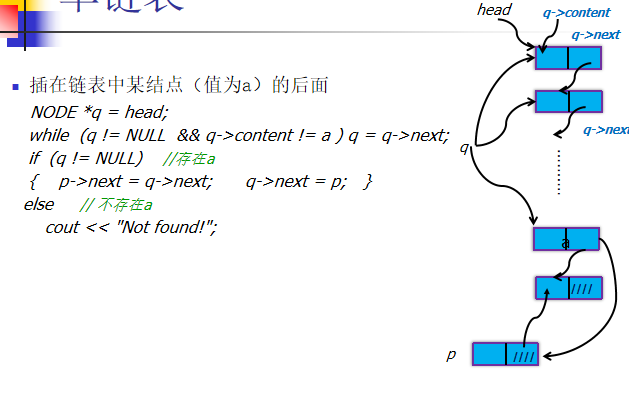 单链表
插在链表中某结点（值为a）的后面
NODE *q = head;
while (q != NULL && q->content != a ) q = q->next;
if (q != NULL) //存在a
{ p->next = q->next; q->next = p; }
else // 不存在a
cout << "Not found!";
head
q->content
q->next
q->next
q
a
////
p
////